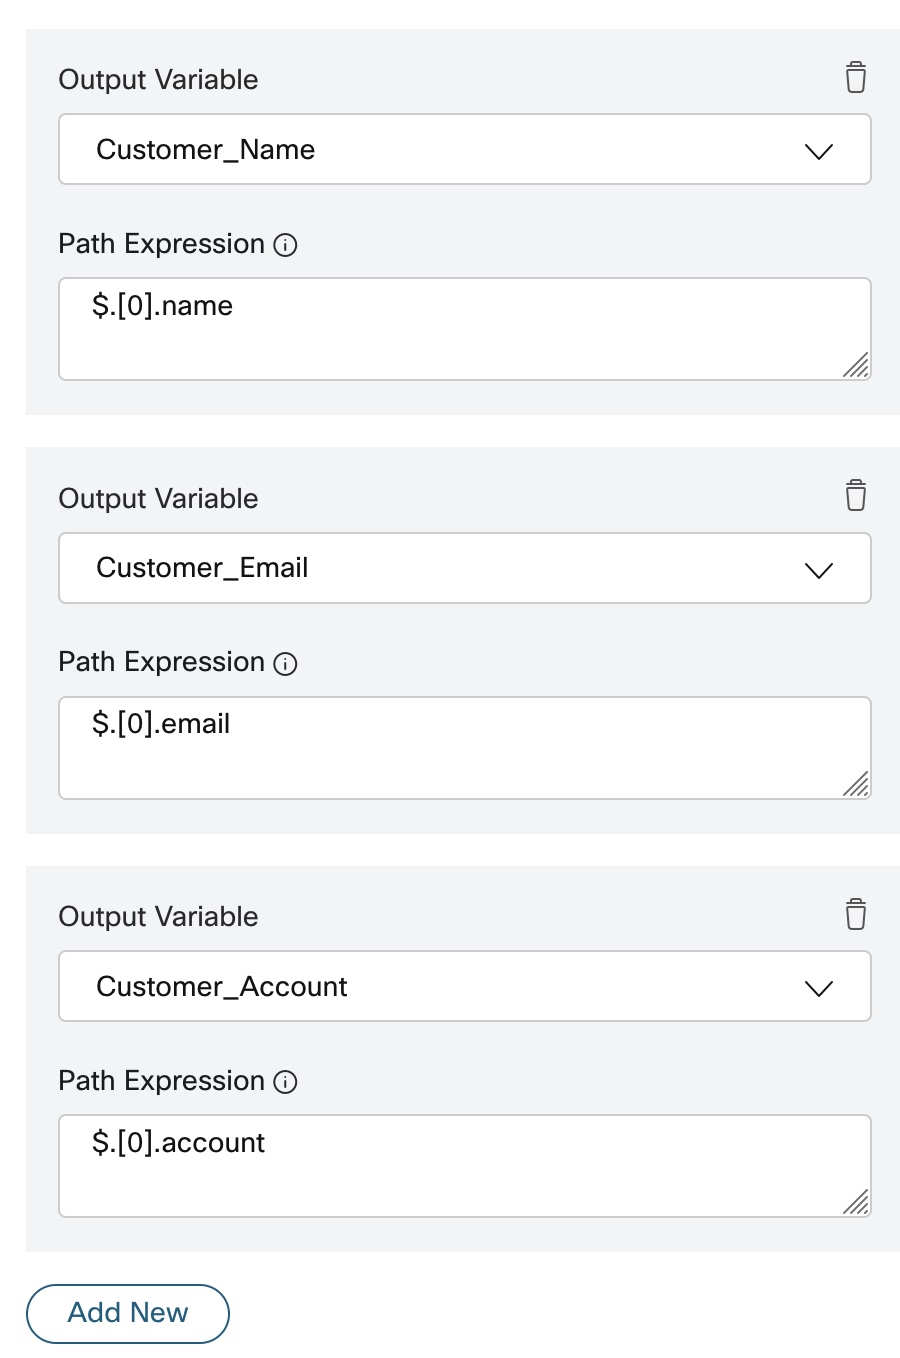 Output Variable
Customer_Name
Path Expression
$.[0].name
Output Variable
Customer_Email
Path Expression
$.[0].email
Output Variable
Customer_Account
Path Expression
$.[0].account
Add New